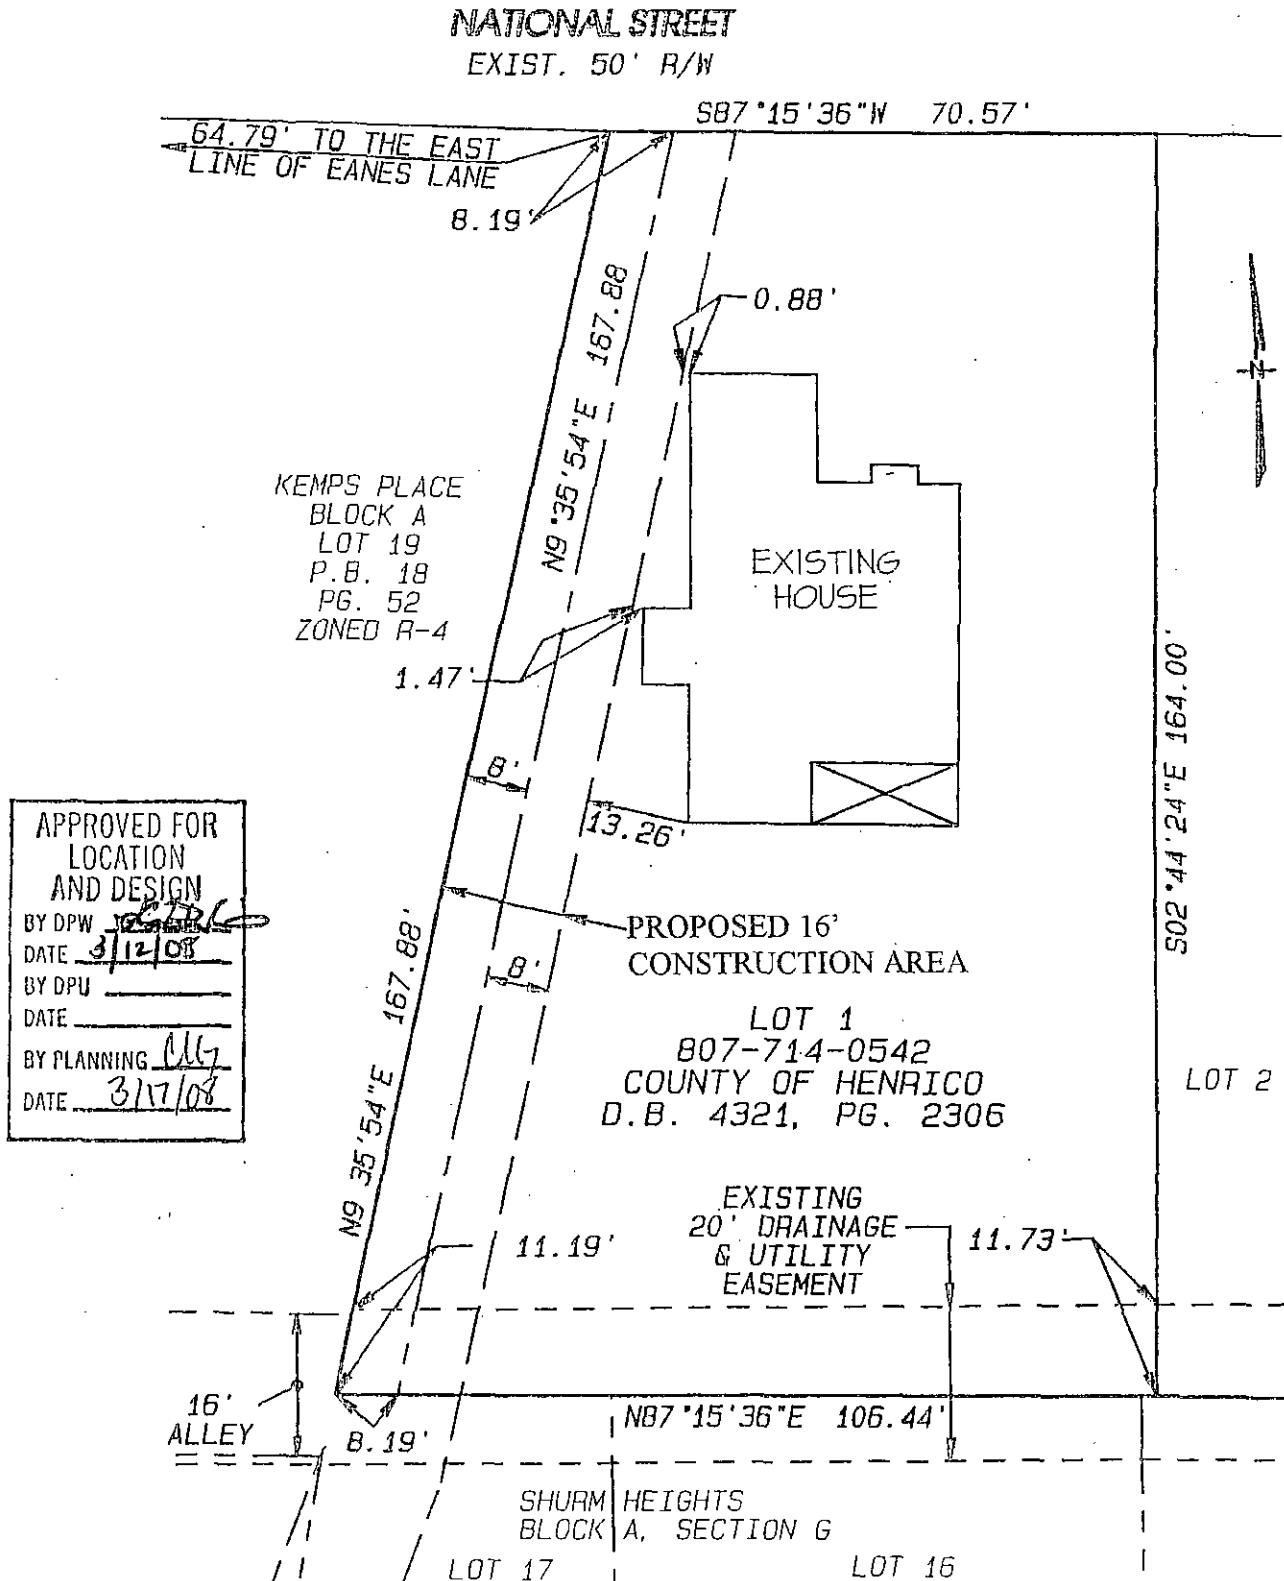 NATIONAL STREET
EXIST. 50' R/W
S87°15'36"W 70.57'
64.79' TO THE EAST
LINE OF EANES LANE
8.19'
N9°35'54"E 167.88
0.88'
N
KEMPS PLACE
BLOCK A
LOT 19
P.B. 18
PG. 52
ZONED R-4
EXISTING
HOUSE
1.47'
S02°44'24"E 164.00'
8'
13.26'
APPROVED FOR
LOCATION
AND DESIGN
BY DPW
DATE 3/12/08
BY DPU
DATE
BY PLANNING
DATE 3/17/08
PROPOSED 16'
CONSTRUCTION AREA
8'
N9 35'54"E 167.88'
LOT 1
807-714-0542
COUNTY OF HENRICO
D.B. 4321, PG. 2306
LOT 2
EXISTING
20' DRAINAGE
& UTILITY
EASEMENT
11.19'
11.73'
16'
ALLEY
8.19'
N87°15'36"E 106.44'
SHURM HEIGHTS
BLOCK A, SECTION G
LOT 17
LOT 16